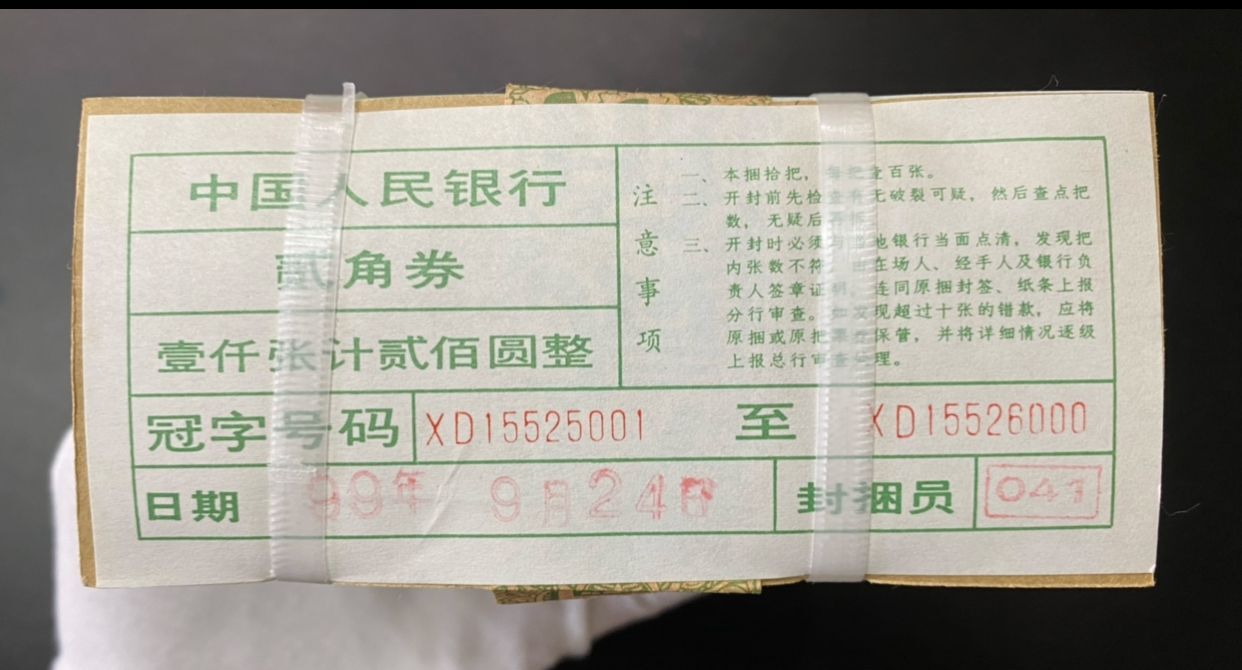 中国人民银行
贰角券
壹仟张计贰佰圆整
注意事项
一、本捆拾把，每把壹百张。
二、开封前先检查有无破裂可疑，然后查点把
数，无疑后再拆。
三、开封时必须与当地银行当面点清，发现把
内张数不符，由在场人、经手人及银行负
责人签章证明，连同原捆封签、纸条上报
分行审查。如发现超过十张的错款，应将
原捆或原把票币保管，并将详细情况逐级
上报总行审查处理。
冠字号码 XD15525001 至 XD15526000
日期 99年 9月24日 封捆员 041